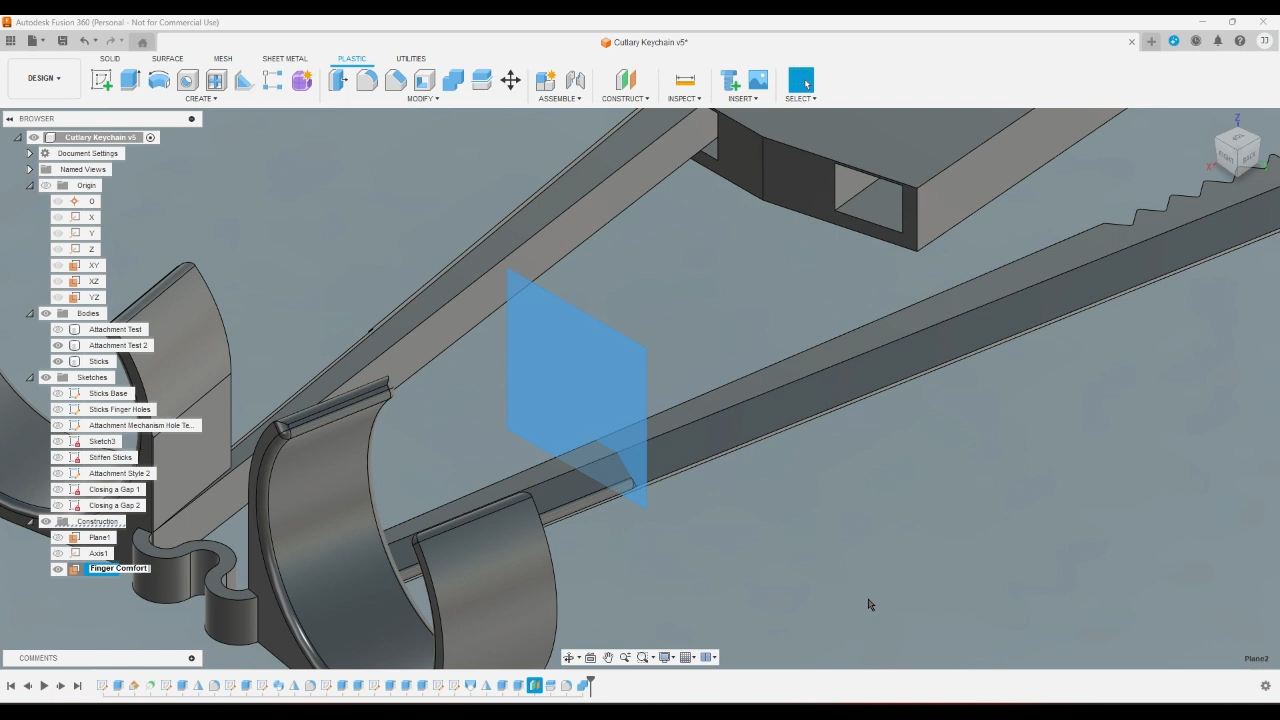 Autodesk Fusion 360 (Personal - Not for Commercial Use)
Cutlary Keychain v5*
JJ
SOLID SURFACE MESH SHEET METAL PLASTIC UTILITIES
DESIGN
CREATE MODIFY ASSEMBLE CONSTRUCT INSPECT INSERT SELECT
BROWSER
Cutlary Keychain v5
Document Settings
Named Views
Origin
O
X
Y
Z
XY
XZ
YZ
Bodies
Attachment Test
Attachment Test 2
Sticks
Sketches
Sticks Base
Sticks Finger Holes
Attachment Mechanism Hole Te...
Sketch3
Stiffen Sticks
Attachment Style 2
Closing a Gap 1
Closing a Gap 2
Construction
Plane1
Axis1
Finger Comfort
Z
X
COMMENTS
Plane2